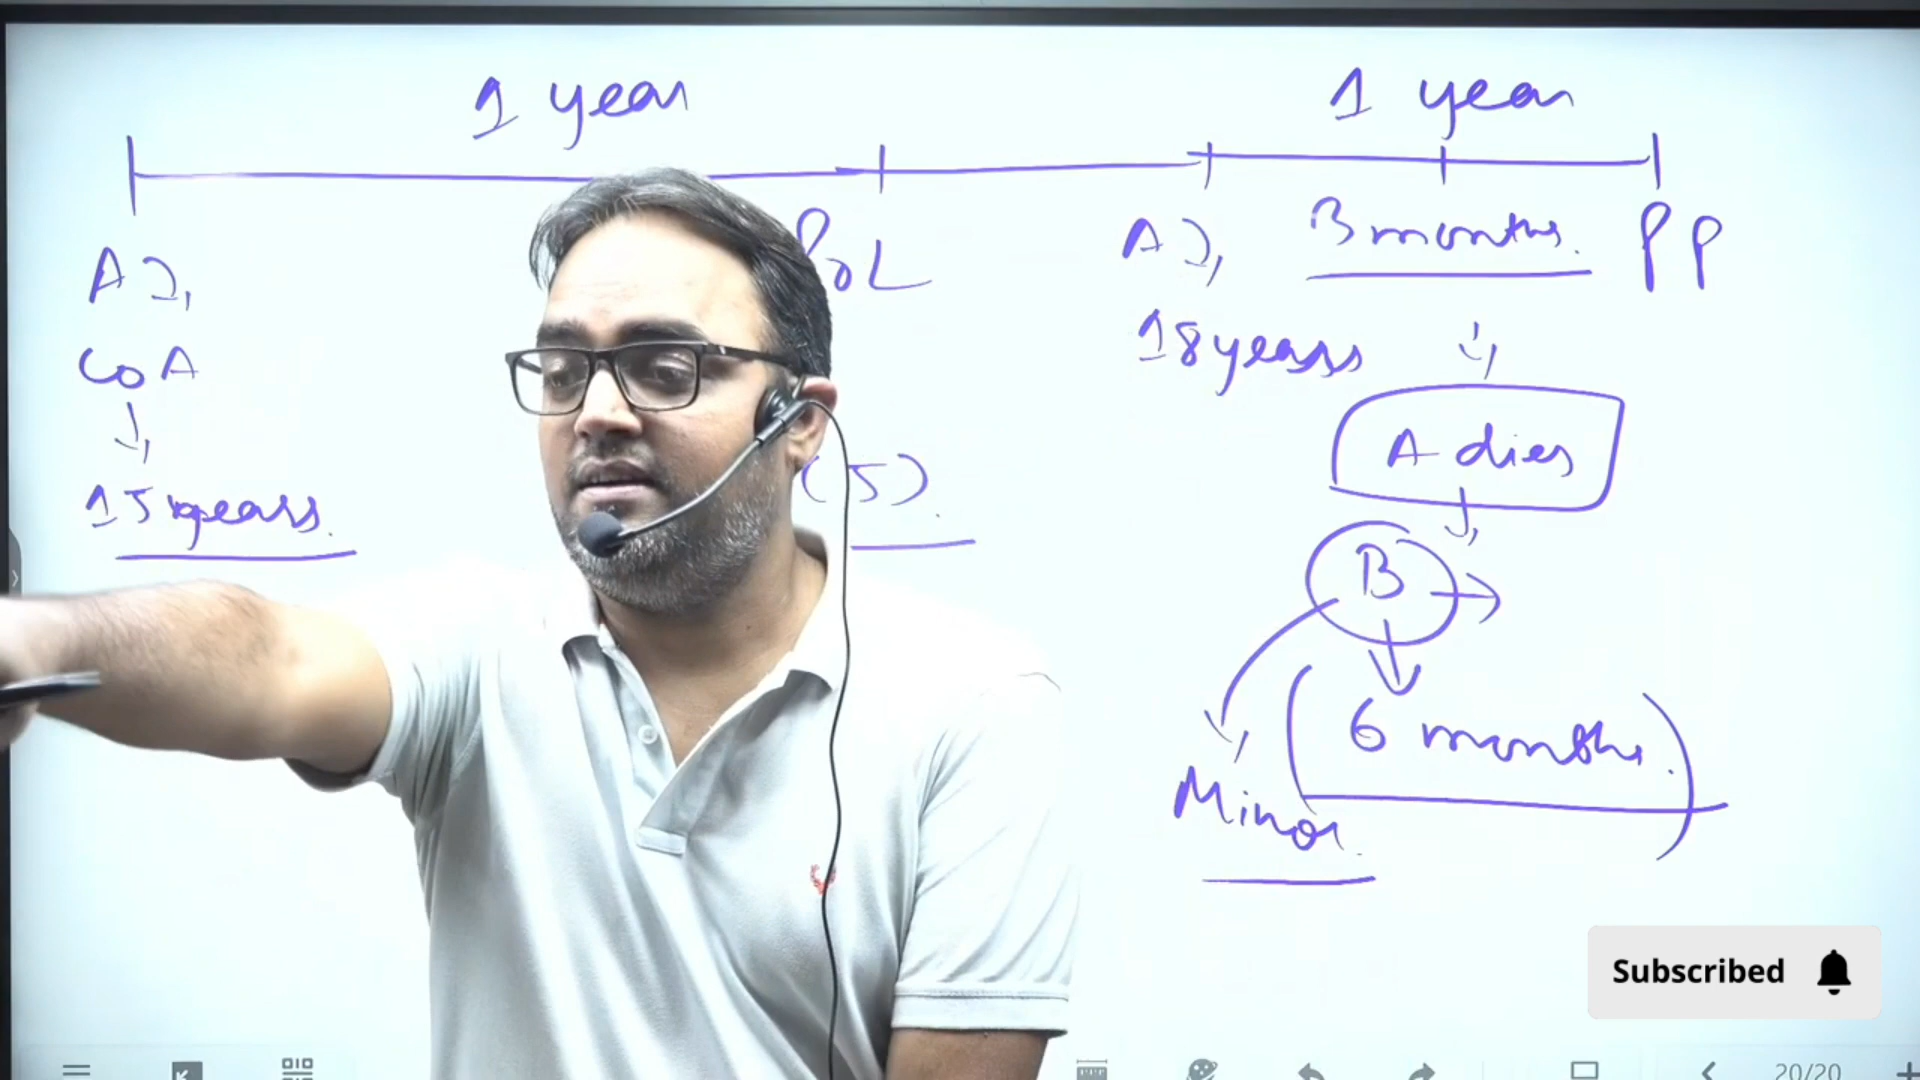 1 year
1 year
A
PoL
A
3 months.
PP
CoA
18 years
15 years.
A dies
(5).
B
6 months.
Minor.
Subscribed
20/20